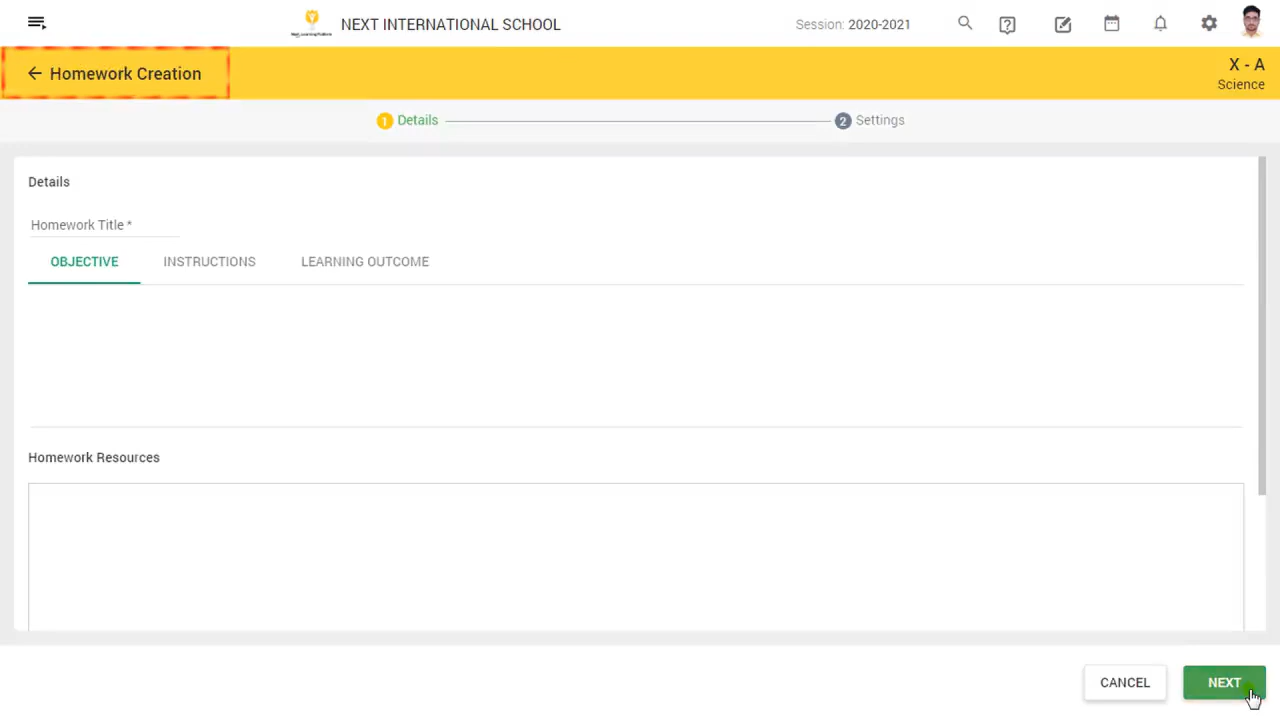 NEXT INTERNATIONAL SCHOOL
Session: 2020-2021
Homework Creation
X - A
Science
1 Details
2 Settings
Details
Homework Title *
OBJECTIVE
INSTRUCTIONS
LEARNING OUTCOME
Homework Resources
CANCEL
NEXT